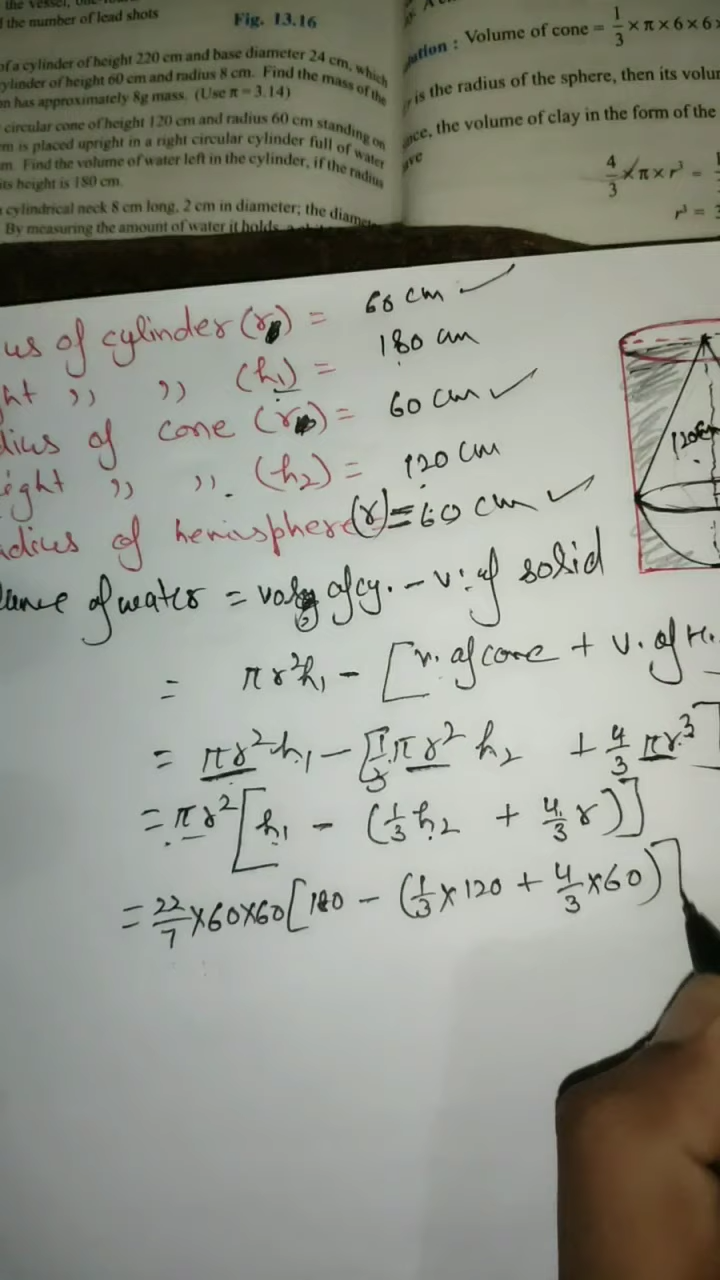 the number of lead shots
Fig. 13.16
of a cylinder of height 220 cm and base diameter 24 cm, which
cylinder of height 60 cm and radius 8 cm. Find the mass of the
has approximately 8g mass. (Use π = 3.14)
circular cone of height 120 cm and radius 60 cm standing on
is placed upright in a right circular cylinder full of water
m. Find the volume of water left in the cylinder, if the radius
its height is 180 cm.
cylindrical neck 8 cm long, 2 cm in diameter; the
By measuring the amount of water it holds,
: Volume of cone = 1/3 × π × 6 × 6 ×
is the radius of the sphere, then its
the volume of clay in the form of the
4/3 × π × r³ =
r³ = 3
us of cylinder (r) = 60 cm ✓
ht ,, ,, (h₁) = 180 cm
dius of cone (r) = 60 cm ✓
eight ,, ,, (h₂) = 120 cm
adius of hemisphere (r) = 60 cm ✓
of water = of cy. - v. of solid
= πr²h₁ - [v. of cone + v. of H.
= πr²h₁ - [1/3 πr² h₂ + 4/3 πr³]
= πr² [h₁ - (1/3 h₂ + 4/3 r)]
= 22/7 × 60 × 60 [180 - (1/3 × 120 + 4/3 × 60)]
120cm